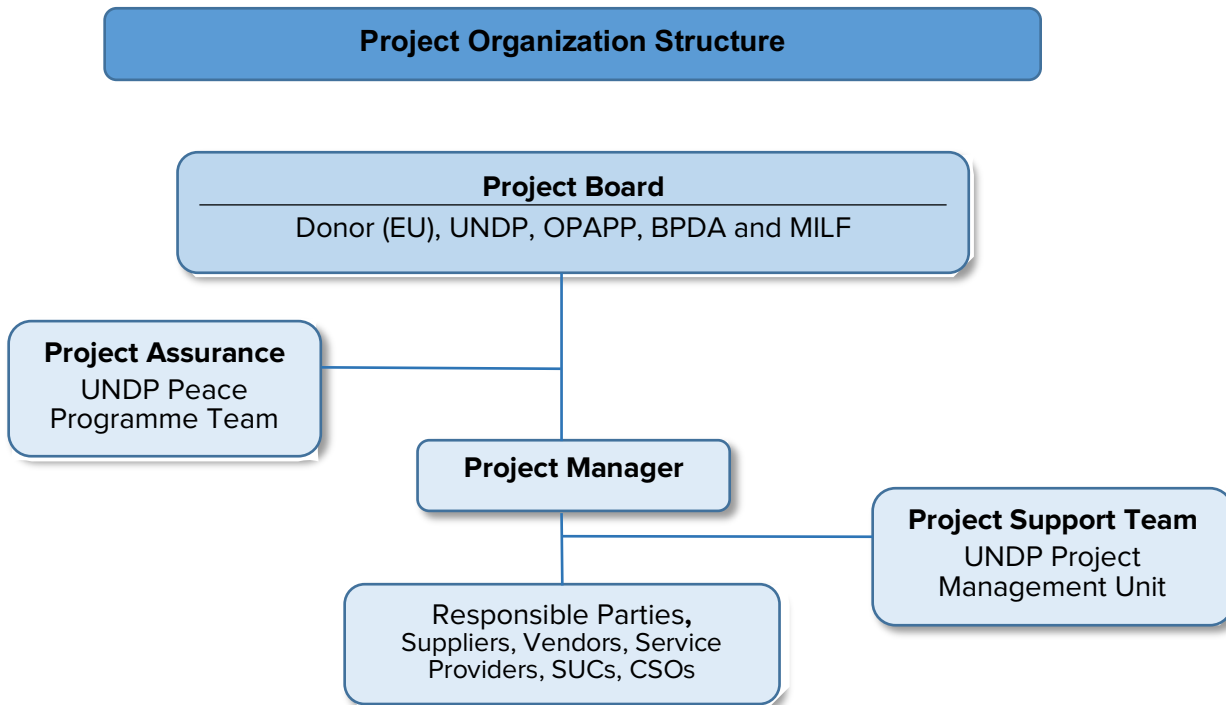 Project Organization Structure
Project Board
Donor (EU), UNDP, OPAPP, BPDA and MILF
Project Assurance
UNDP Peace
Programme Team
Project Manager
Project Support Team
UNDP Project
Management Unit
Responsible Parties,
Suppliers, Vendors, Service
Providers, SUCs, CSOs